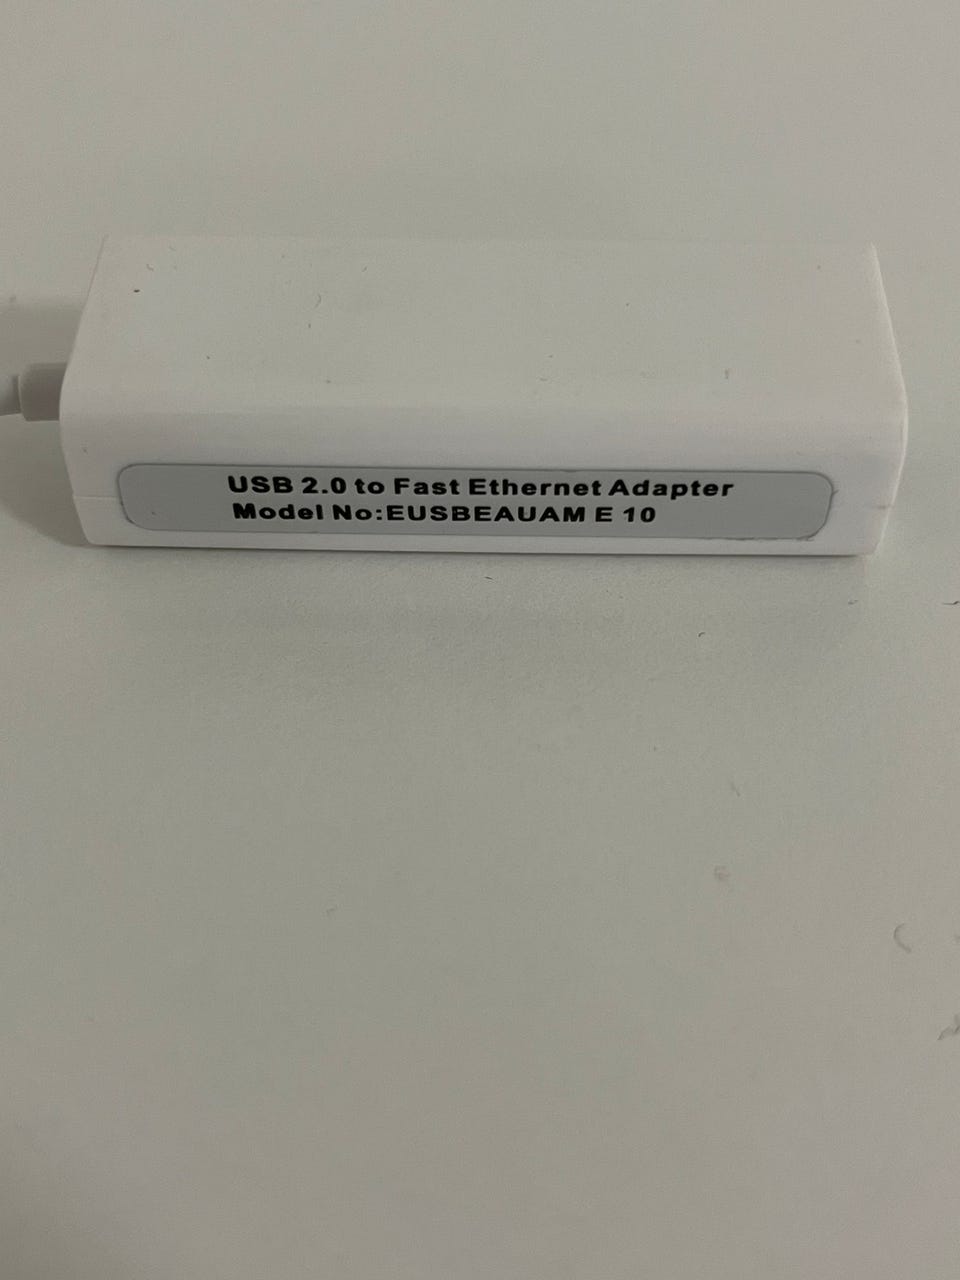 USB 2.0 to Fast Ethernet Adapter
Model No:EUSBEAUAM E 10